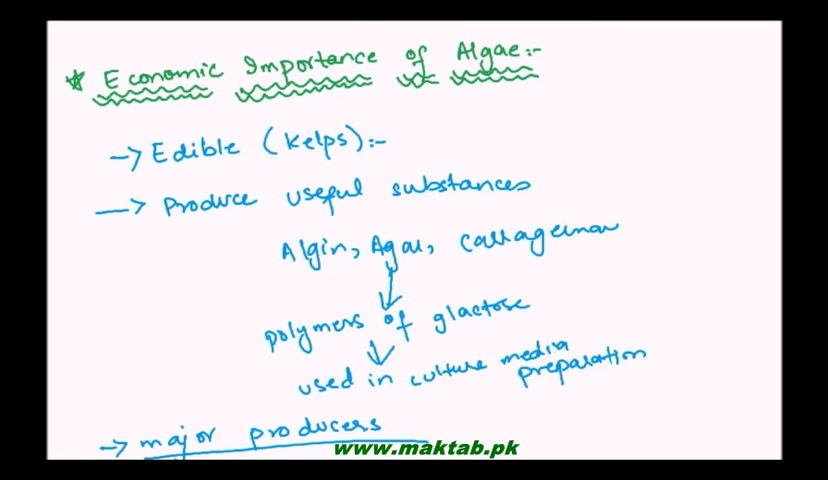 * Economic Importance of Algae:-
→ Edible (Kelps):-
→ Produce useful substances
Algin, Agar, carrageenan
polymers of glactose
used in culture media preparation
→ major producers
www.maktab.pk